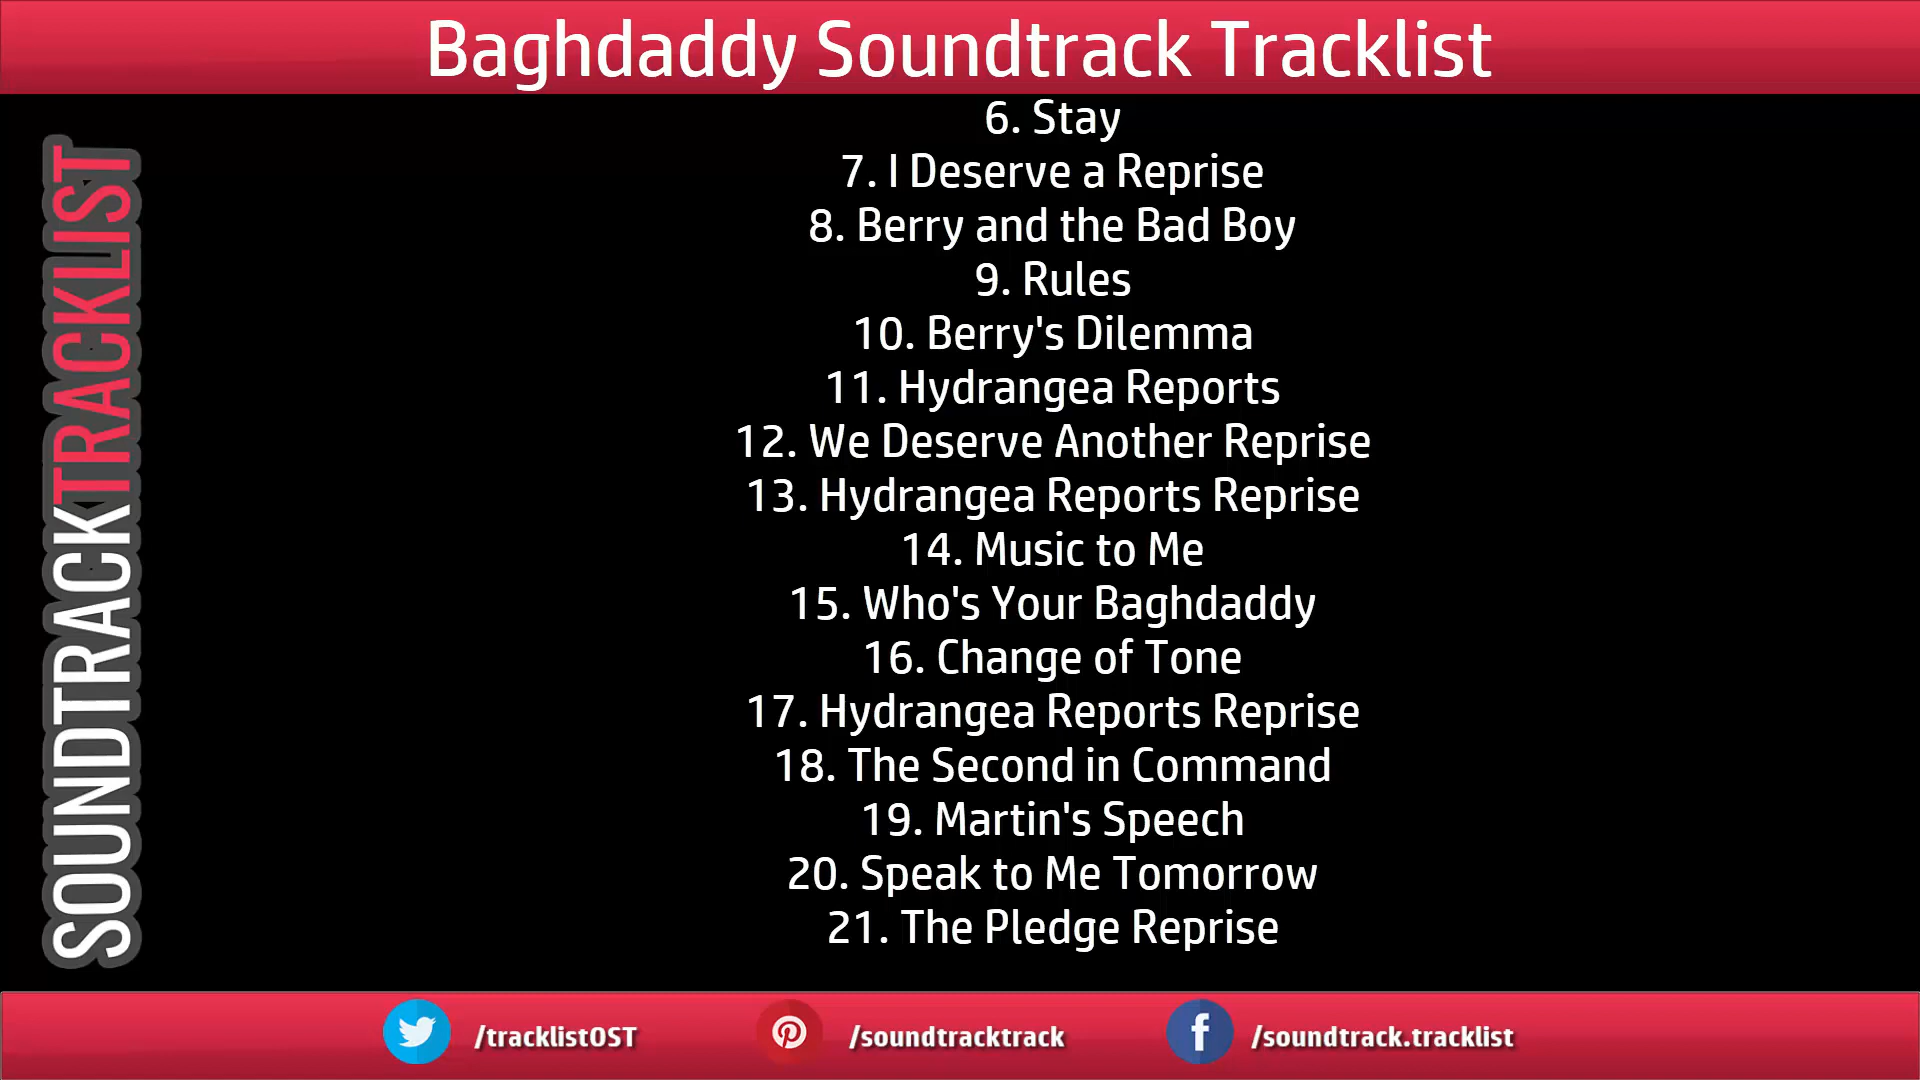 Baghdaddy Soundtrack Tracklist
SOUNDTRACKTRACKLIST
6. Stay
7. I Deserve a Reprise
8. Berry and the Bad Boy
9. Rules
10. Berry's Dilemma
11. Hydrangea Reports
12. We Deserve Another Reprise
13. Hydrangea Reports Reprise
14. Music to Me
15. Who's Your Baghdaddy
16. Change of Tone
17. Hydrangea Reports Reprise
18. The Second in Command
19. Martin's Speech
20. Speak to Me Tomorrow
21. The Pledge Reprise
/tracklistOST
/soundtracktrack
/soundtrack.tracklist